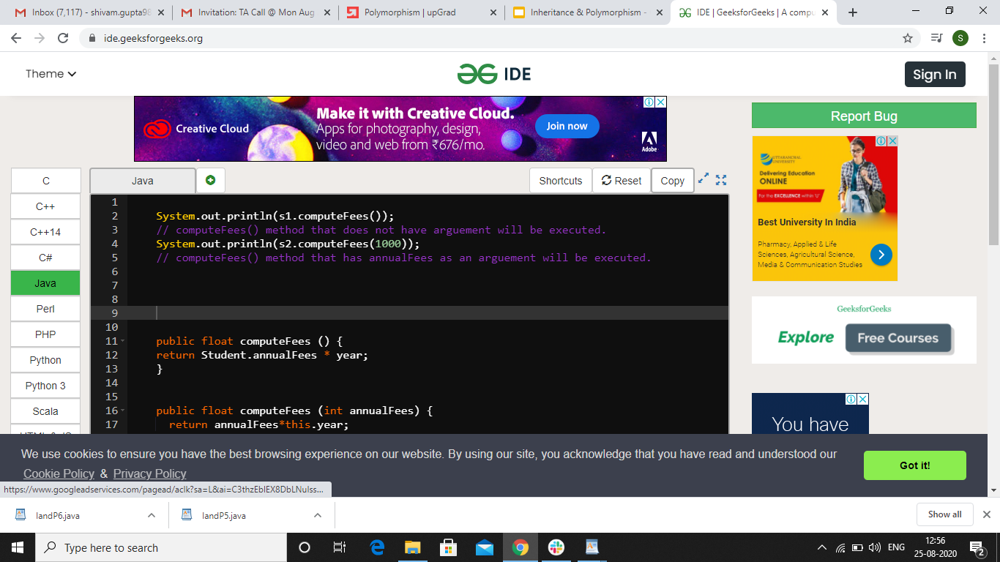 Inbox (7,117) - shivam.gupta98
Invitation: TA Call @ Mon Aug
Polymorphism | upGrad
Inheritance & Polymorphism -
IDE | GeeksforGeeks | A compu
ide.geeksforgeeks.org
S
Theme
IDE
Sign In
Creative Cloud
Make it with Creative Cloud.
Apps for photography, design,
video and web from ₹676/mo.
Join now
Adobe
Report Bug
UTTARANCHAL
UNIVERSITY
Delivering Education
ONLINE
For the EXCELLENCE within 'U'
Best University In India
Pharmacy, Applied & Life
Sciences, Agricultural Science,
Media & Communication Studies
GeeksforGeeks
Explore Free Courses
You have
C
C++
C++14
C#
Java
Perl
PHP
Python
Python 3
Scala
Java
Shortcuts
Reset
Copy
1
2 System.out.println(s1.computeFees());
3 // computeFees() method that does not have arguement will be executed.
4 System.out.println(s2.computeFees(1000));
5 // computeFees() method that has annualFees as an arguement will be executed.
6
7
8
9
10
11 public float computeFees () {
12 return Student.annualFees * year;
13 }
14
15
16 public float computeFees (int annualFees) {
17 return annualFees*this.year;
We use cookies to ensure you have the best browsing experience on our website. By using our site, you acknowledge that you have read and understood our
Cookie Policy & Privacy Policy
Got it!
https://www.googleadservices.com/pagead/aclk?sa=L&ai=C3thzEblEX8DbLNulss...
landP6.java
landP5.java
Show all
Type here to search
ENG
12:56
25-08-2020
2